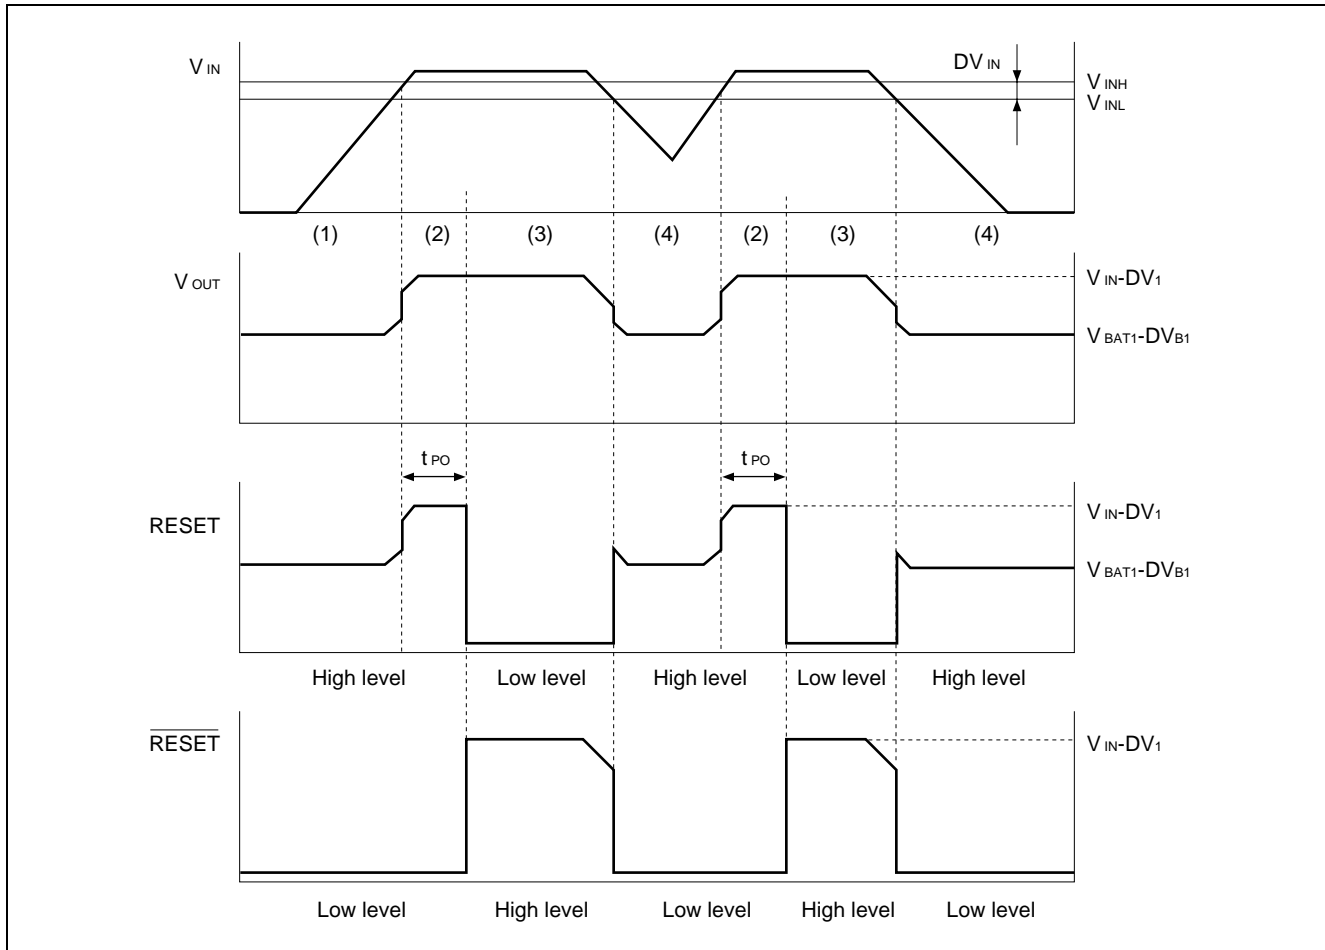 V IN DV IN V INH
V INL
(1) (2) (3) (4) (2) (3) (4)
V OUT V IN-DV1
V BAT1-DVB1
t PO t PO
RESET V IN-DV1
V BAT1-DVB1
High level Low level High level Low level High level
RESET V IN-DV1
Low level High level Low level High level Low level